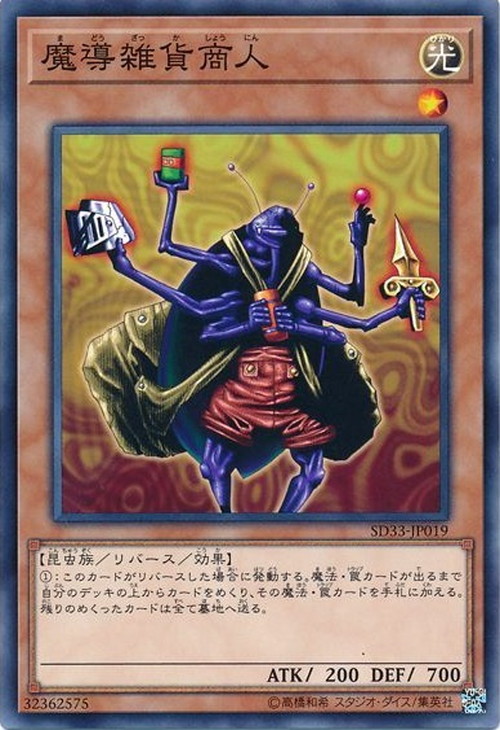 魔導雑貨商人
光
SD33-JP019
【昆虫族/リバース/効果】
①:このカードがリバースした場合に発動する。魔法・罠カードが出るまで
自分のデッキの上からカードをめくり、その魔法・罠カードを手札に加える。
残りのめくったカードは全て墓地へ送る。
ATK/ 200 DEF/ 700
32362575
©高橋和希 スタジオ・ダイス/集英社